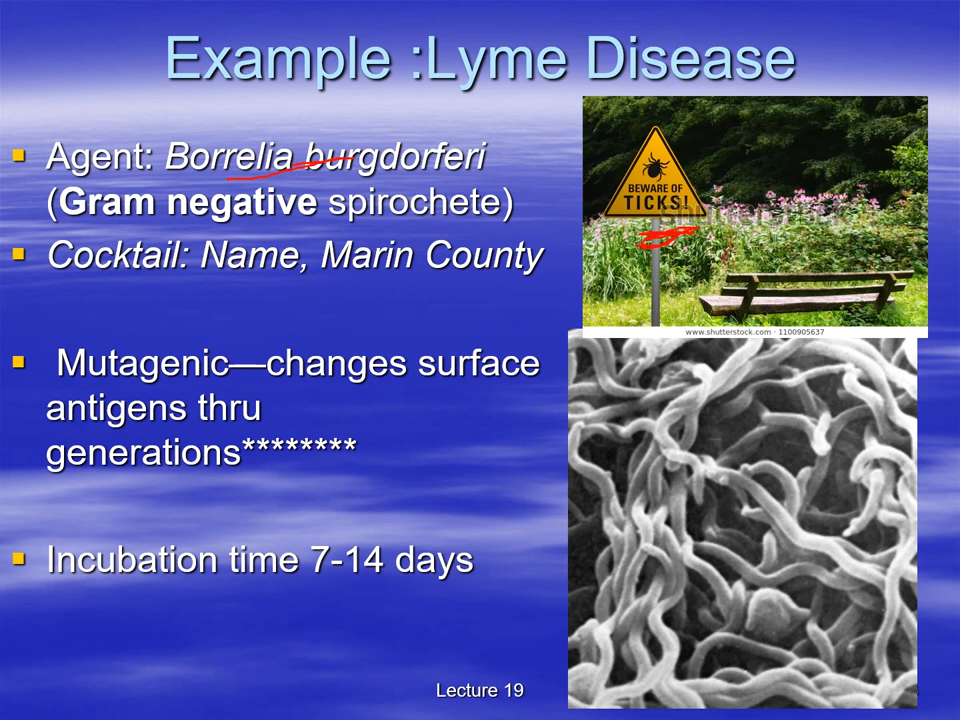 Example :Lyme Disease
Agent: Borrelia burgdorferi
(Gram negative spirochete)
Cocktail: Name, Marin County
Mutagenic—changes surface
antigens thru
generations********
Incubation time 7-14 days
BEWARE OF
TICKS!
shutterstock
www.shutterstock.com · 1100905637
Lecture 19